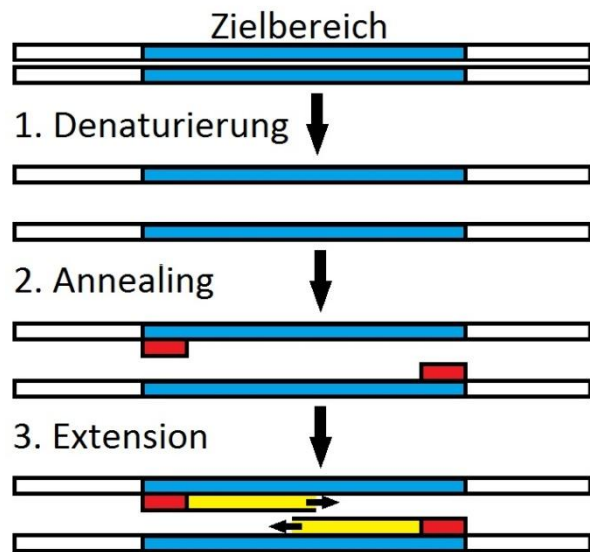 Zielbereich
1. Denaturierung
2. Annealing
3. Extension